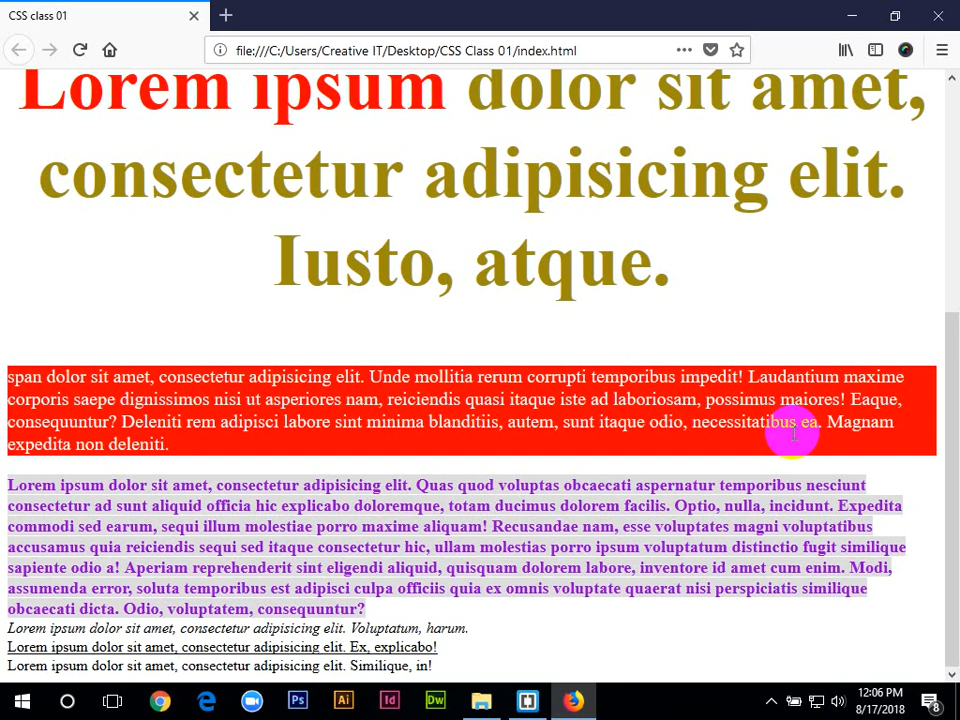 CSS class 01
file:///C:/Users/Creative IT/Desktop/CSS Class 01/index.html
Lorem ipsum dolor sit amet,
consectetur adipisicing elit.
Iusto, atque.
span dolor sit amet, consectetur adipisicing elit. Unde mollitia rerum corrupti temporibus impedit! Laudantium maxime
corporis saepe dignissimos nisi ut asperiores nam, reiciendis quasi itaque iste ad laboriosam, possimus maiores! Eaque,
consequuntur? Deleniti rem adipisci labore sint minima blanditiis, autem, sunt itaque odio, necessitatibus ea. Magnam
expedita non deleniti.
Lorem ipsum dolor sit amet, consectetur adipisicing elit. Quas quod voluptas obcaecati aspernatur temporibus nesciunt
consectetur ad sunt aliquid officia hic explicabo doloremque, totam ducimus dolorem facilis. Optio, nulla, incidunt. Expedita
commodi sed earum, sequi illum molestiae porro maxime aliquam! Recusandae nam, esse voluptates magni voluptatibus
accusamus quia reiciendis sequi sed itaque consectetur hic, ullam molestias porro ipsum voluptatum distinctio fugit similique
sapiente odio a! Aperiam reprehenderit sint eligendi aliquid, quisquam dolorem labore, inventore id amet cum enim. Modi,
assumenda error, soluta temporibus est adipisci culpa officiis quia ex omnis voluptate quaerat nisi perspiciatis similique
obcaecati dicta. Odio, voluptatem, consequuntur?
Lorem ipsum dolor sit amet, consectetur adipisicing elit. Voluptatum, harum.
Lorem ipsum dolor sit amet, consectetur adipisicing elit. Ex, explicabo!
Lorem ipsum dolor sit amet, consectetur adipisicing elit. Similique, in!
Ps
Ai
Id
Dw
12:06 PM
8/17/2018
8